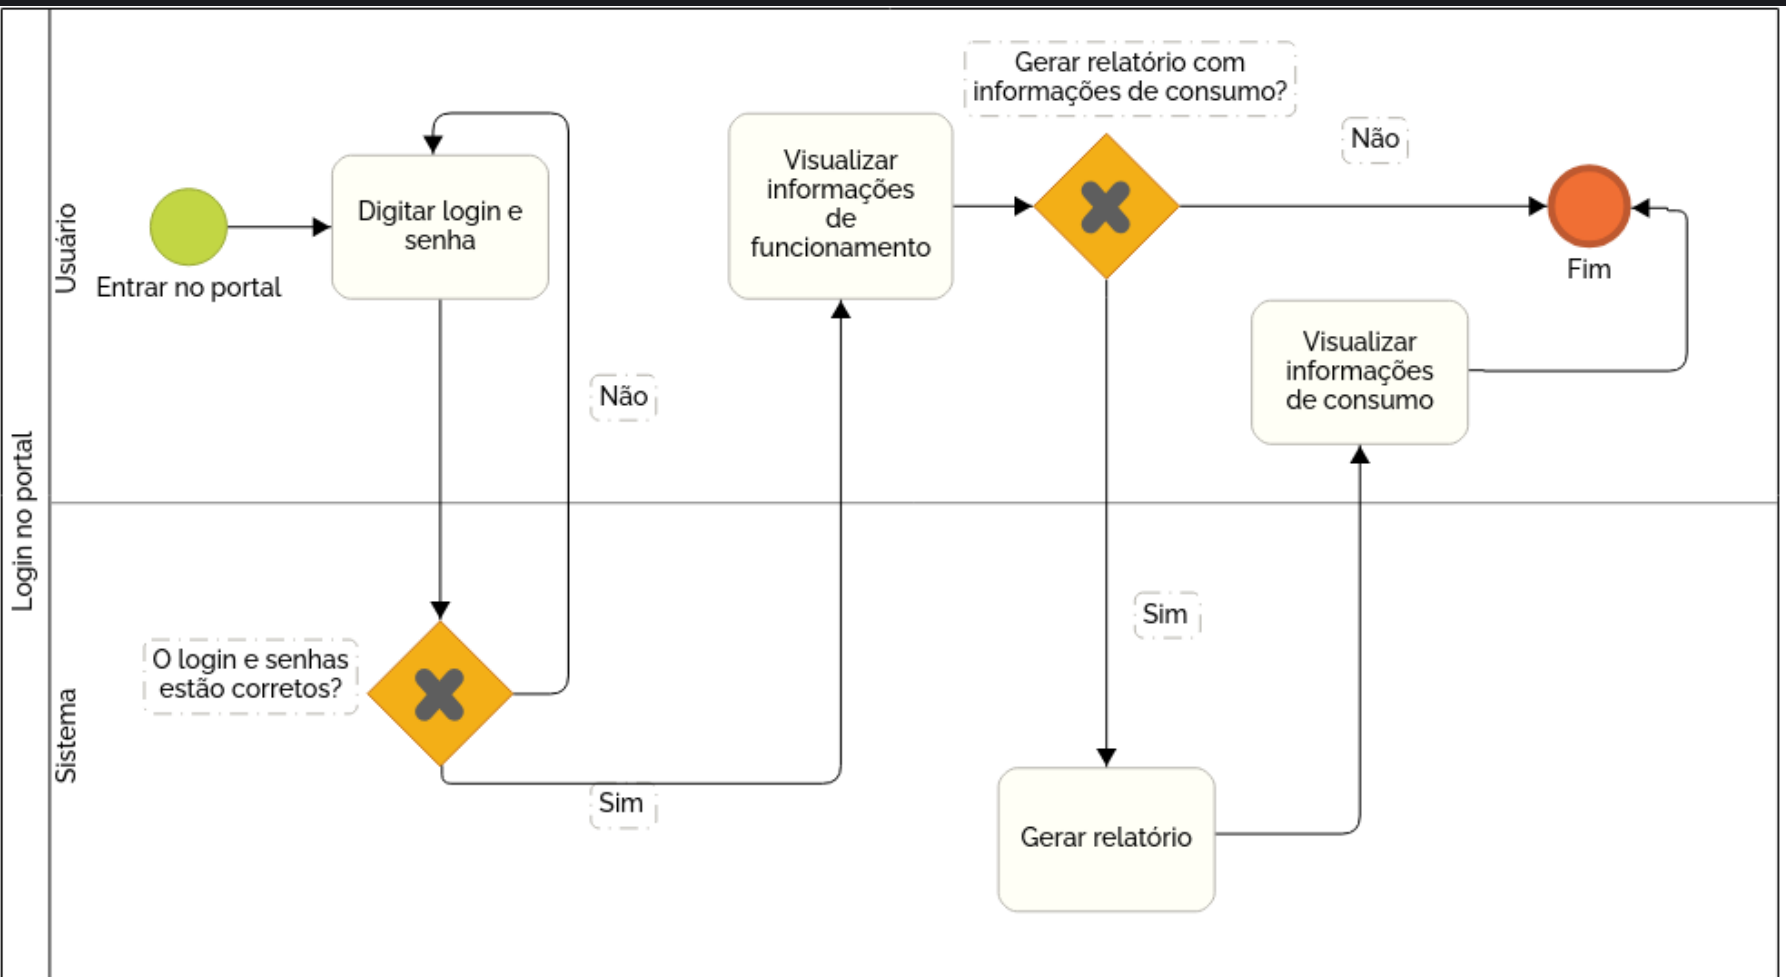 Login no portal
Usuário
Entrar no portal
Digitar login e
senha
Não
Visualizar
informações
de
funcionamento
Gerar relatório com
informações de consumo?
Não
Fim
Visualizar
informações
de consumo
Sistema
O login e senhas
estão corretos?
Sim
Sim
Gerar relatório